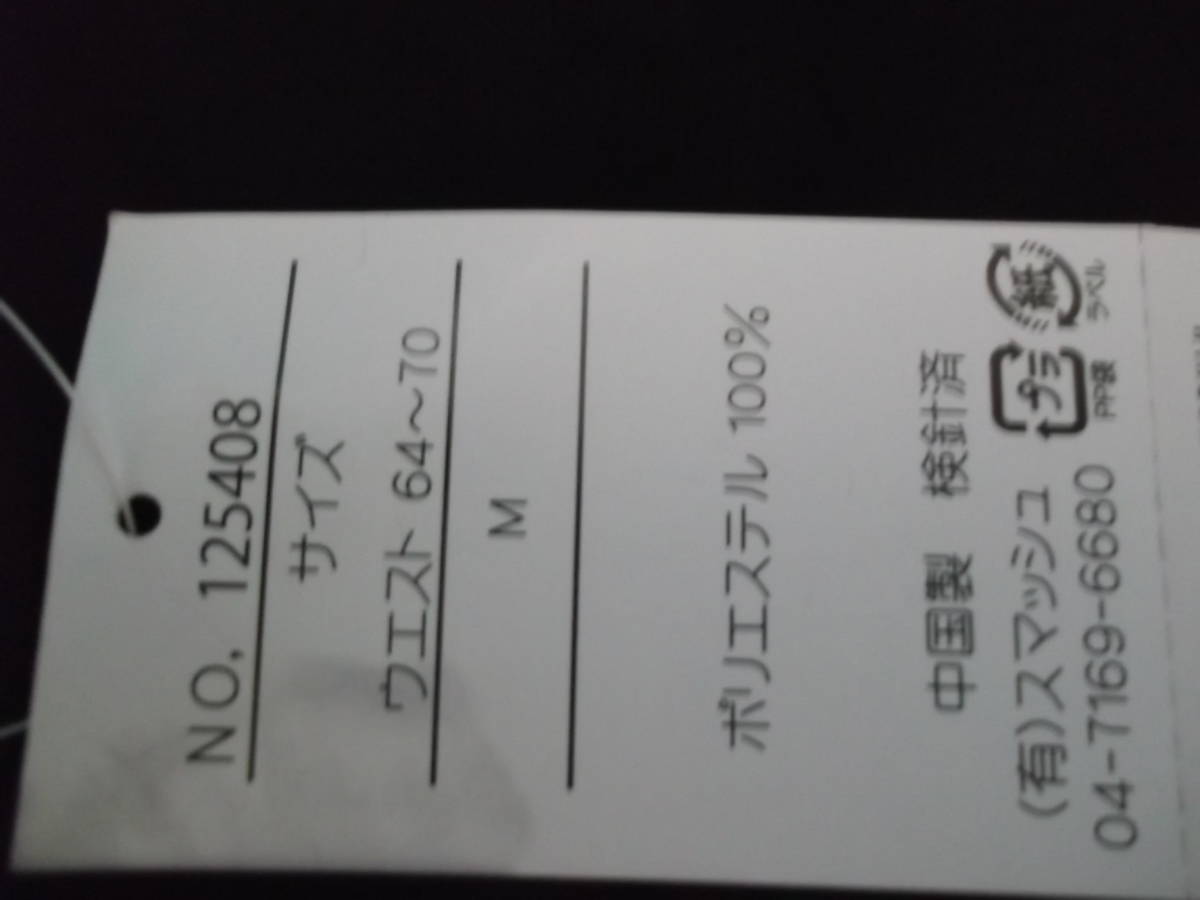 NO. 125408
サイズ
ウエスト 64〜70
M
ポリエステル 100%
中国製 検針済
(有)スマッシュ
04-7169-6680
プラ
PP袋
紙
ラベル